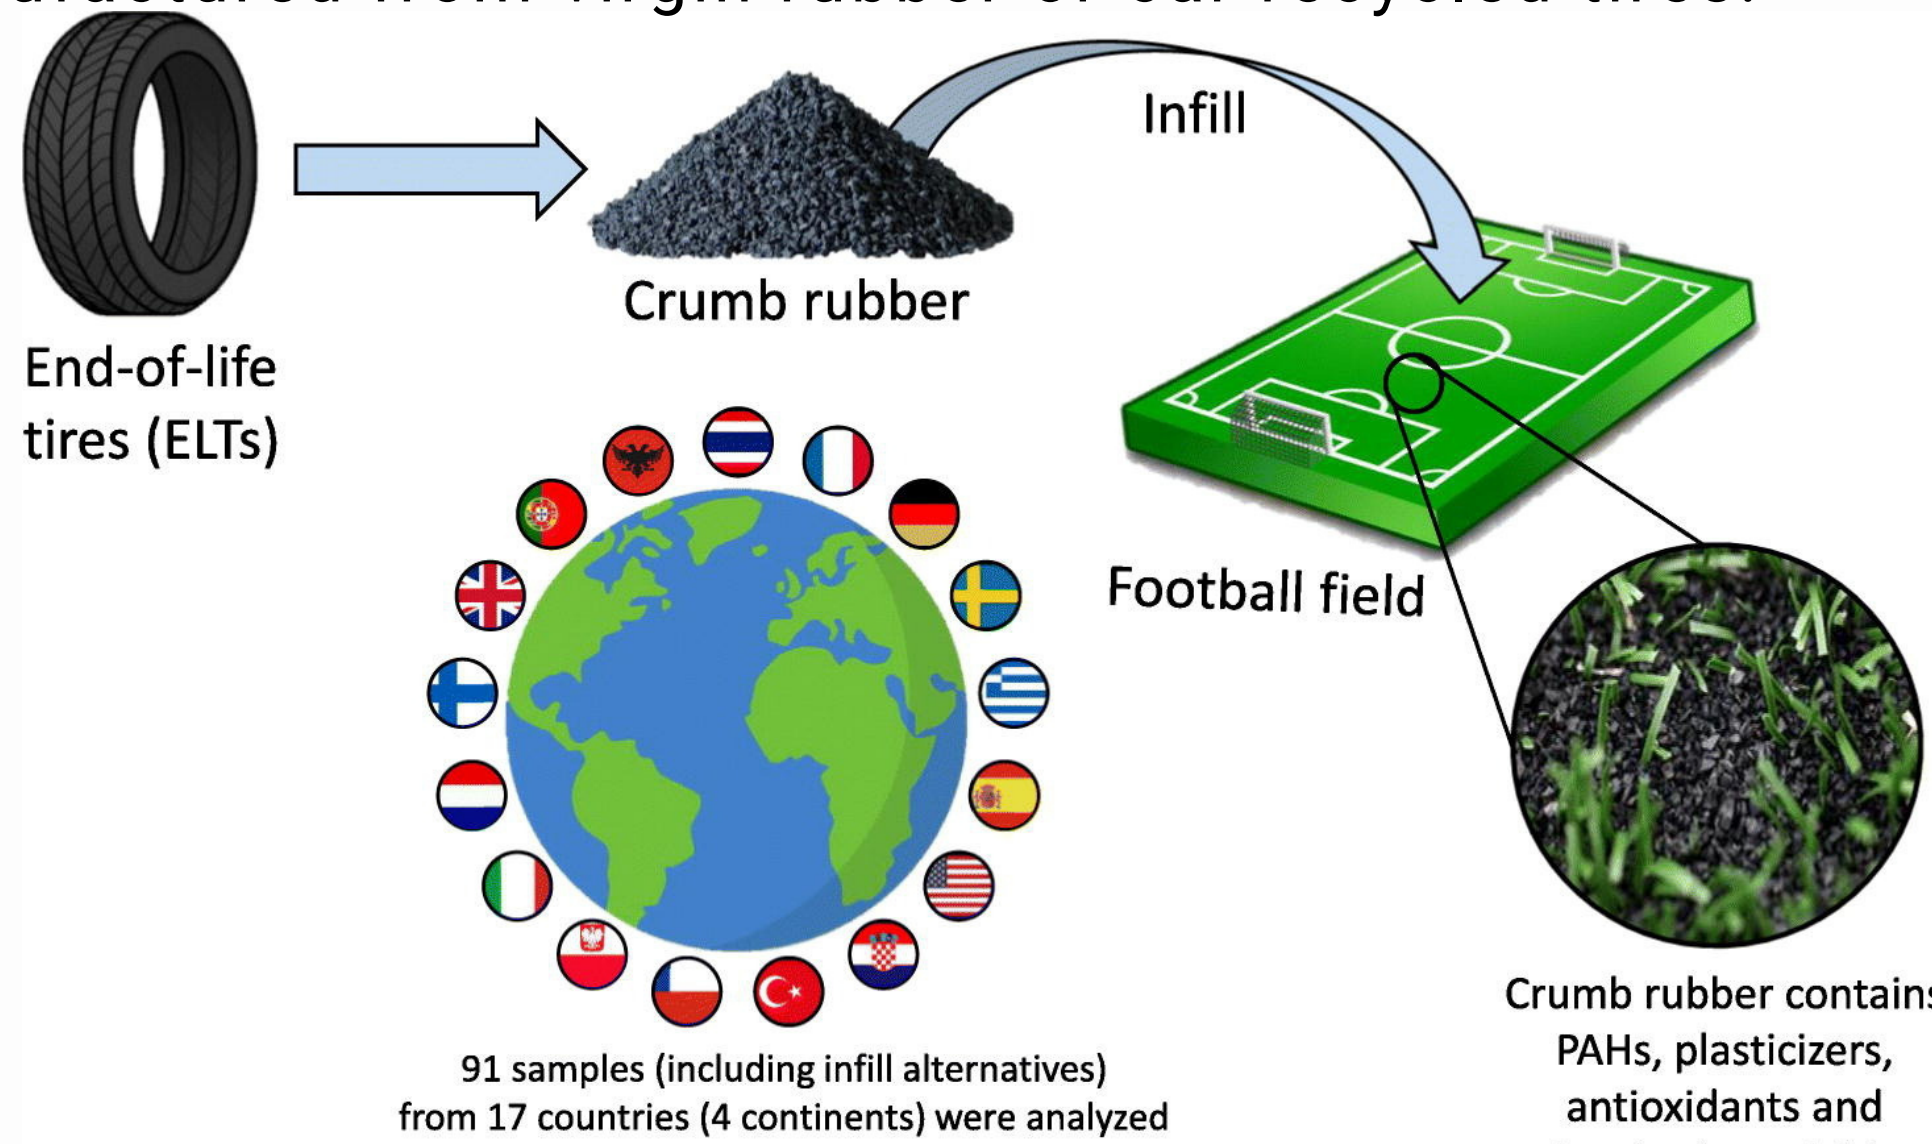 Infill
Crumb rubber
End-of-life
tires (ELTs)
Football field
Crumb rubber contains
PAHs, plasticizers,
antioxidants and
91 samples (including infill alternatives)
from 17 countries (4 continents) were analyzed